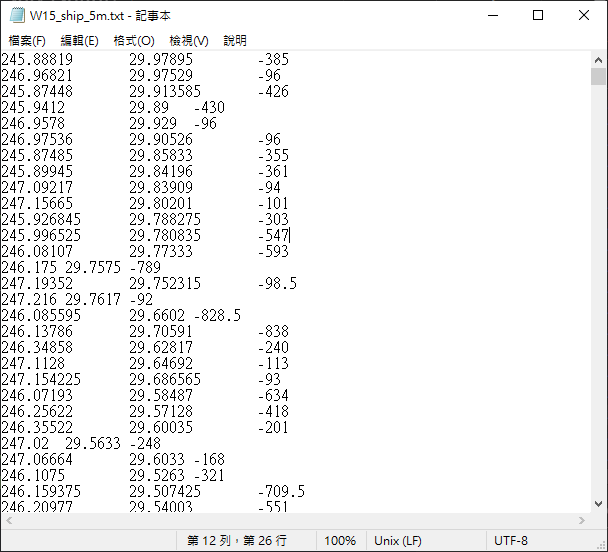 W15_ship_5m.txt - 記事本
檔案(F) 編輯(E) 格式(O) 檢視(V) 說明
245.88819 29.97895 -385
246.96821 29.97529 -96
245.87448 29.913585 -426
245.9412 29.89 -430
246.9578 29.929 -96
246.97536 29.90526 -96
245.87485 29.85833 -355
245.89945 29.84196 -361
247.09217 29.83909 -94
247.15665 29.80201 -101
245.926845 29.788275 -303
245.996525 29.780835 -547
246.08107 29.77333 -593
246.175 29.7575 -789
247.19352 29.752315 -98.5
247.216 29.7617 -92
246.085595 29.6602 -828.5
246.13786 29.70591 -838
246.34858 29.62817 -240
247.1128 29.64692 -113
247.154225 29.686565 -93
246.07193 29.58487 -634
246.25622 29.57128 -418
246.35522 29.60035 -201
247.02 29.5633 -248
247.06664 29.6033 -168
246.1075 29.5263 -321
246.159375 29.507425 -709.5
246.20977 29.54003 -551
第 12 列，第 26 行 100% Unix (LF) UTF-8